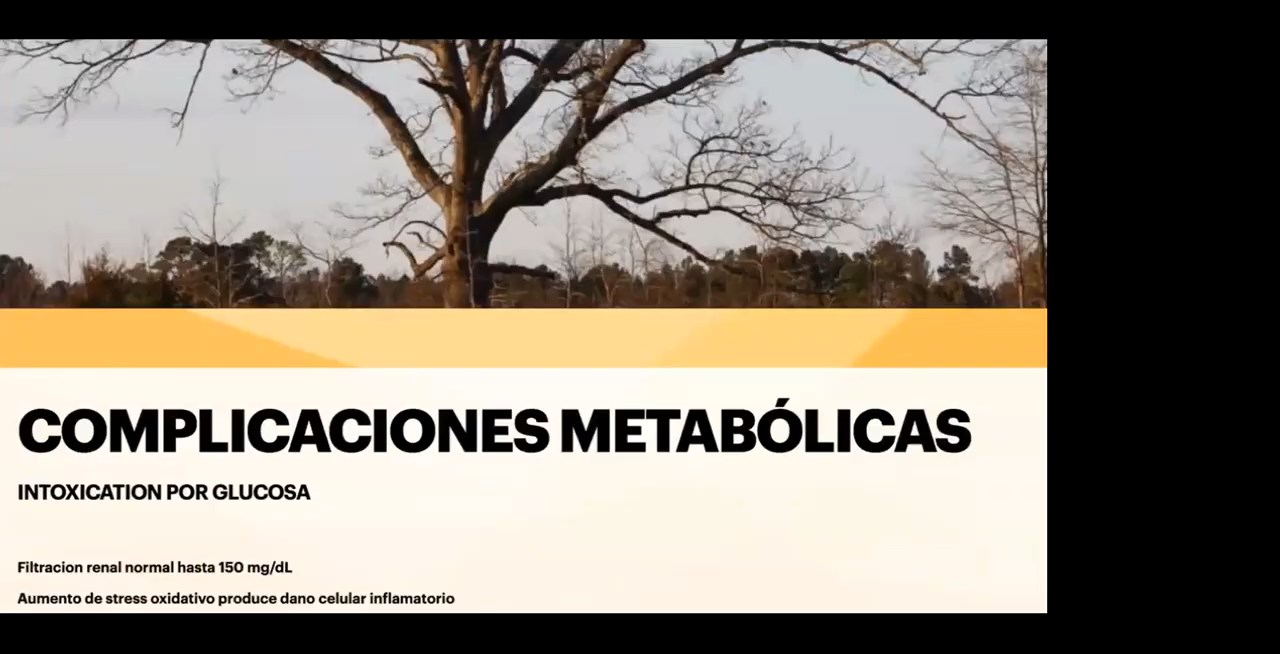 COMPLICACIONES METABÓLICAS
INTOXICATION POR GLUCOSA
Filtracion renal normal hasta 150 mg/dL
Aumento de stress oxidativo produce dano celular inflamatorio